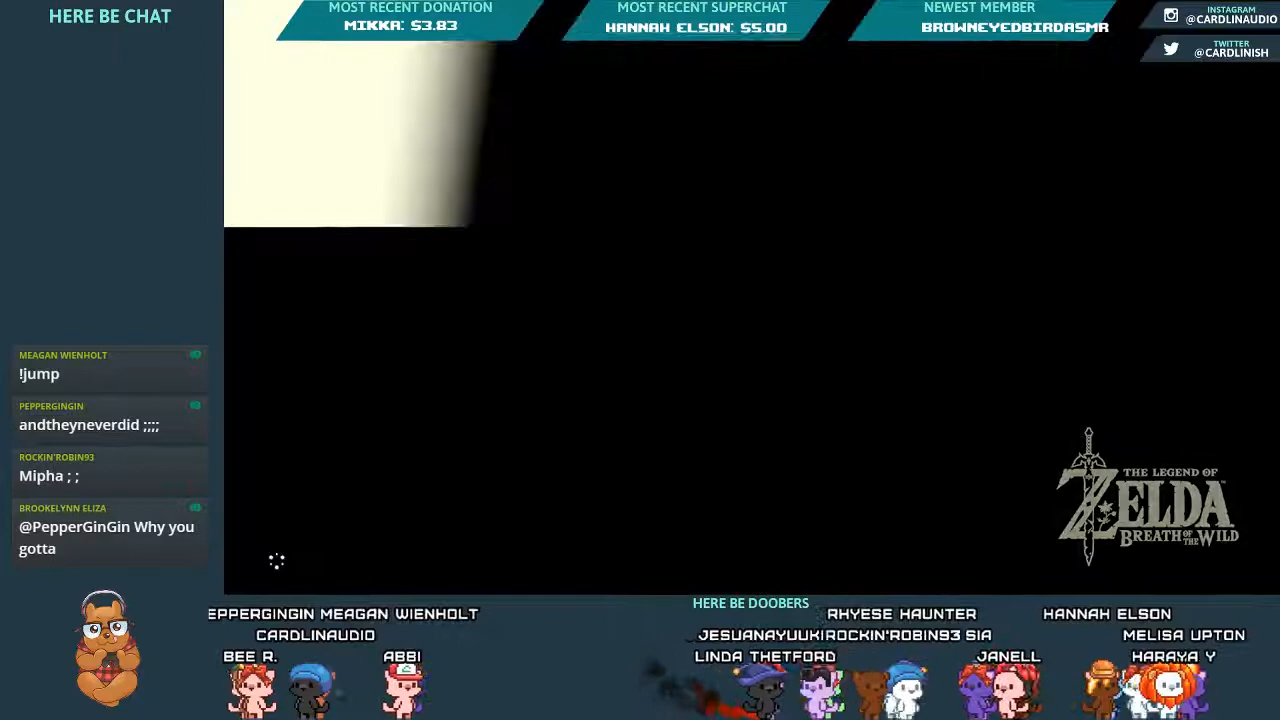 HERE BE CHAT
MOST RECENT DONATION
MIKKA: $3.83
MOST RECENT SUPERCHAT
HANNAH ELSON: $5.00
NEWEST MEMBER
BROWNEYEDBIRDASMR
INSTAGRAM
@CARDLINAUDIO
TWITTER
@CARDLINISH
MEAGAN WIENHOLT
!jump
PEPPERGINGIN
andtheyneverdid ;;;;
ROCKIN'ROBIN93
Mipha ; ;
BROOKELYNN ELIZA
@PepperGinGin Why you
gotta
THE LEGEND OF
ZELDA
BREATH OF THE WILD
HERE BE DOOBERS
EPPERGINGIN MEAGAN WIENHOLT
RHYESE HAUNTER
HANNAH ELSON
CARDLINAUDIO
JESUANAYUUKI ROCKIN'ROBIN93 SIA
MELISA UPTON
BEE R.
ABBI
LINDA THETFORD
JANELL
HARAYA Y